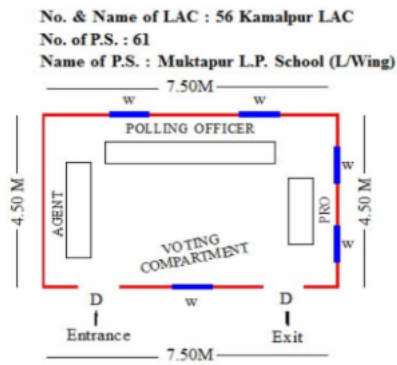 No. & Name of LAC : 56 Kamalpur LAC
No. of P.S. : 61
Name of P.S. : Muktapur L.P. School (L/Wing)
7.50M
W
W
POLLING OFFICER
4.50 M
AGENT
W
PRO
4.50 M
W
VOTING
COMPARTMENT
D
W
D
Entrance
Exit
7.50M